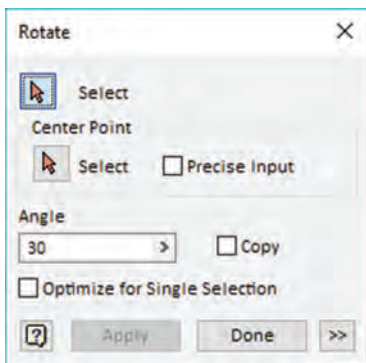 Rotate
Select
Center Point
Select Precise Input
Angle
30 > Copy
Optimize for Single Selection
? Apply Done >>